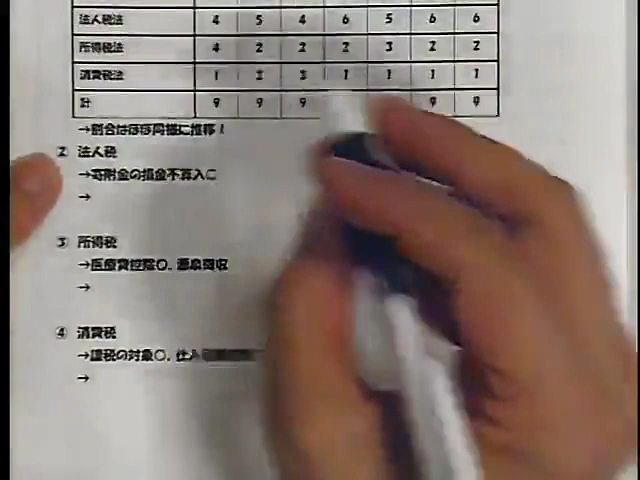 法人税法 4 5 4 6 5 6 6
所得税法 4 2 2 2 3 2 2
消費税法 1 2 3 1 1 1 1
計 9 9 9 9 9
→割合はほぼ同様に推移!
② 法人税
→寄附金の損金不算入
→
③ 所得税
→医療費控除○、源泉徴収
→
④ 消費税
→課税の対象○、仕入
→